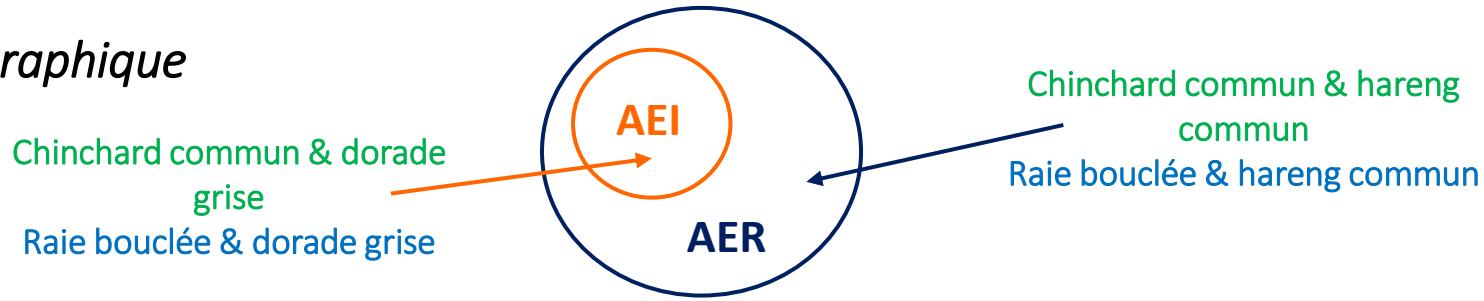 raphique
Chinchard commun & dorade
grise
Raie bouclée & dorade grise
AEI
AER
Chinchard commun & hareng
commun
Raie bouclée & hareng commun